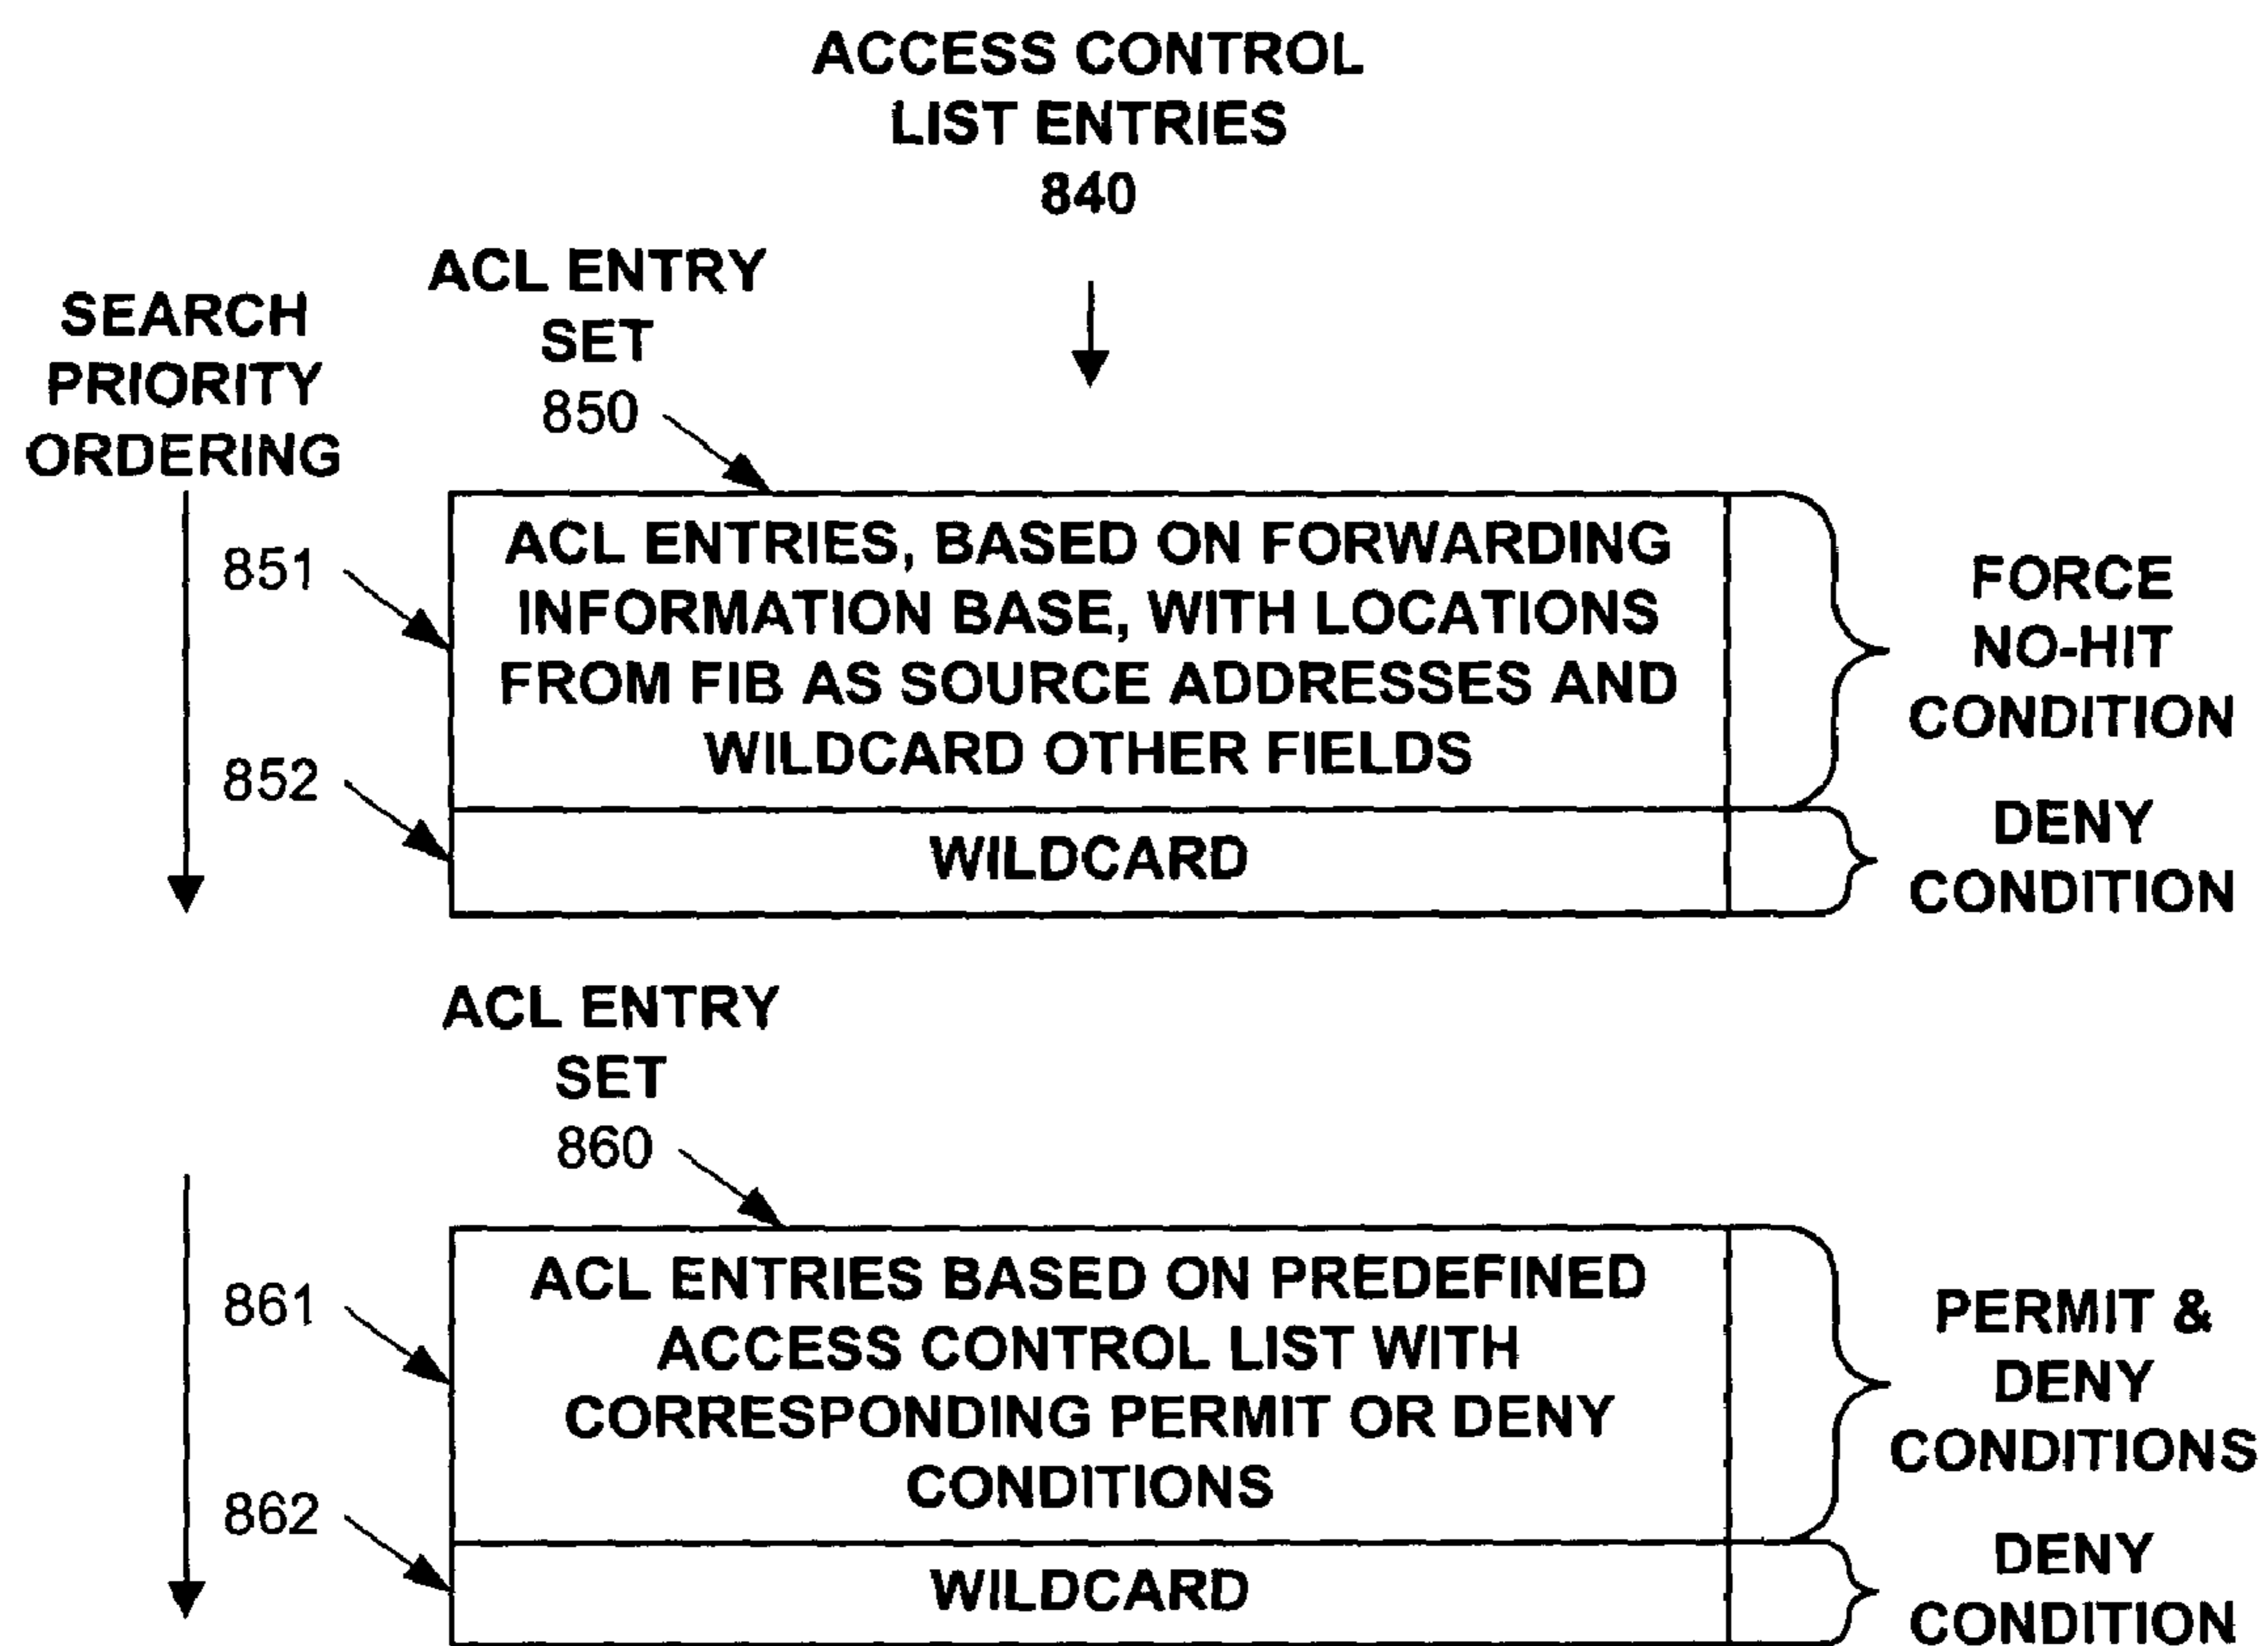 ACCESS CONTROL
LIST ENTRIES
840
ACL ENTRY
SET
850
SEARCH
PRIORITY
ORDERING
851
ACL ENTRIES, BASED ON FORWARDING
INFORMATION BASE, WITH LOCATIONS
FROM FIB AS SOURCE ADDRESSES AND
WILDCARD OTHER FIELDS
FORCE
NO-HIT
CONDITION
852
WILDCARD
DENY
CONDITION
ACL ENTRY
SET
860
861
ACL ENTRIES BASED ON PREDEFINED
ACCESS CONTROL LIST WITH
CORRESPONDING PERMIT OR DENY
CONDITIONS
PERMIT &
DENY
CONDITIONS
862
WILDCARD
DENY
CONDITION